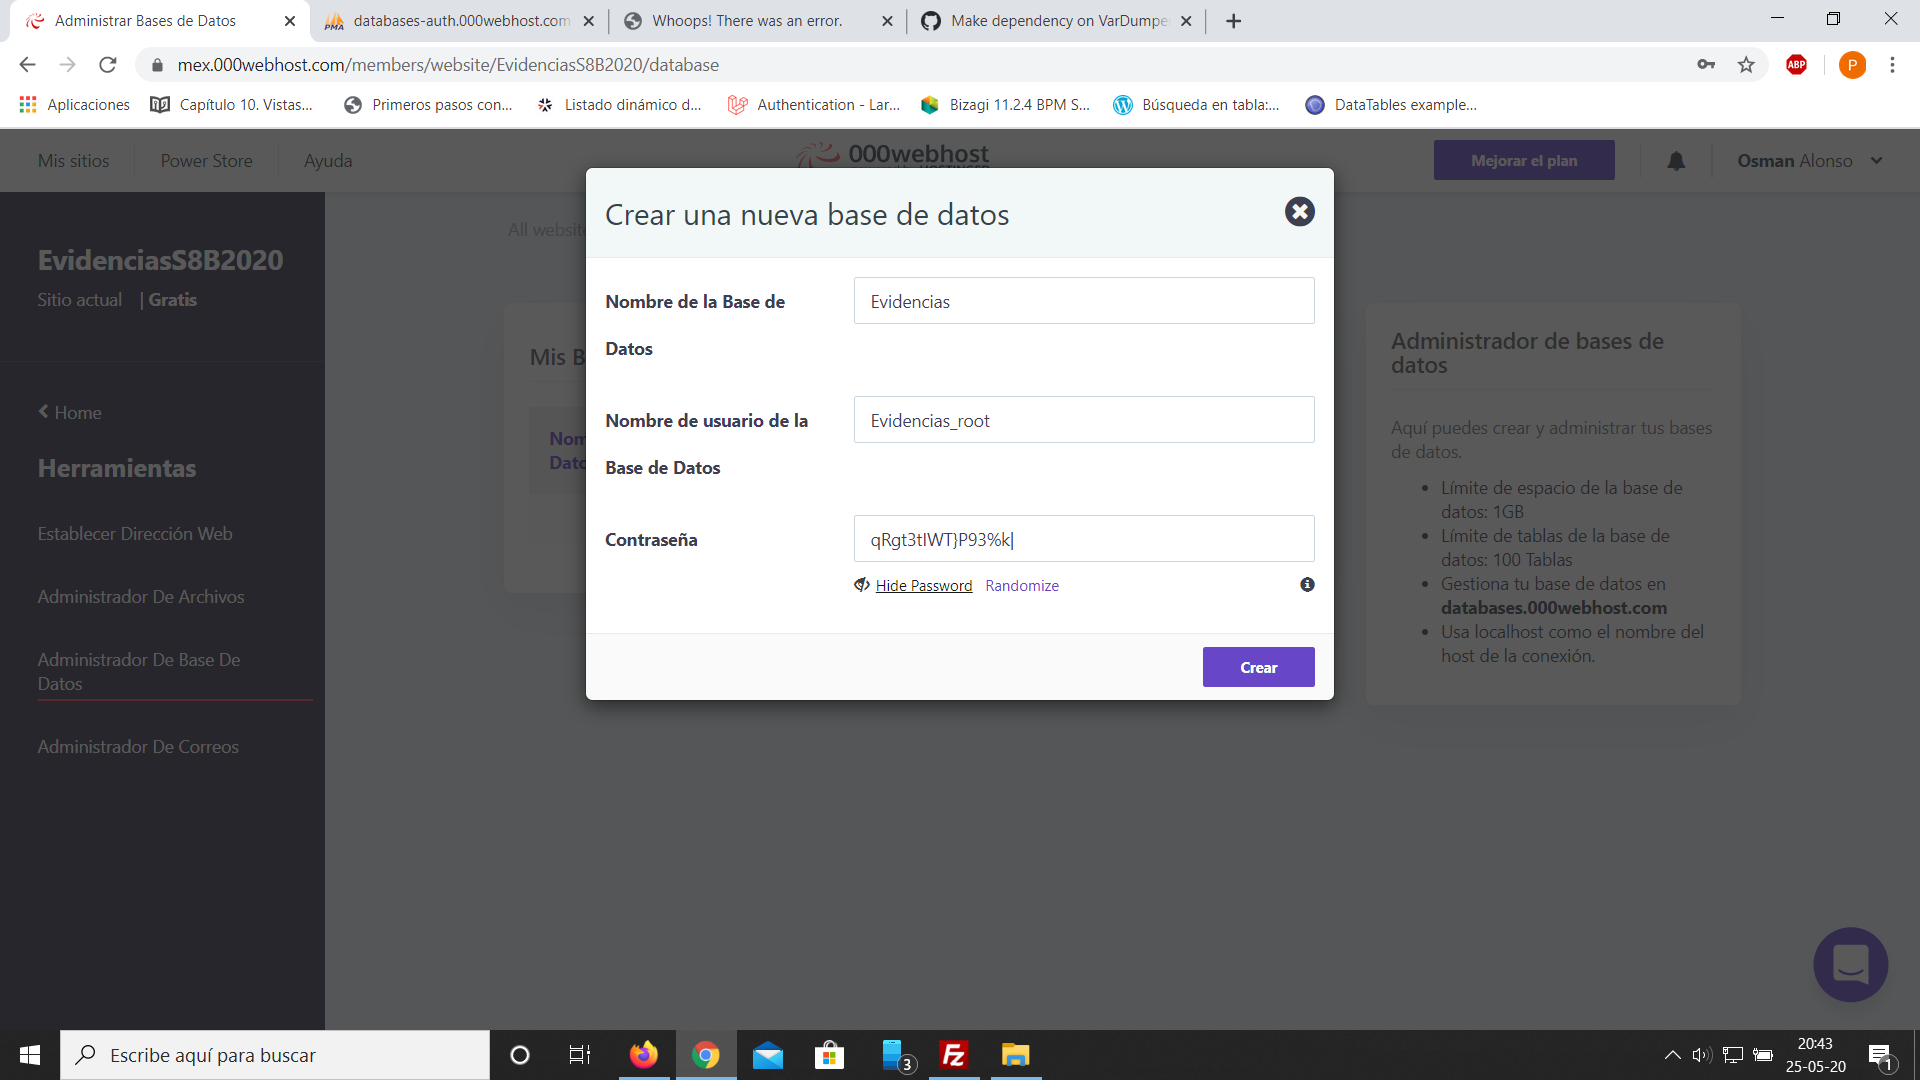 Administrar Bases de Datos
databases-auth.000webhost.com
Whoops! There was an error.
Make dependency on VarDumpe
mex.000webhost.com/members/website/EvidenciasS8B2020/database
ABP
P
Aplicaciones
Capítulo 10. Vistas...
Primeros pasos con...
Listado dinámico d...
Authentication - Lar...
Bizagi 11.2.4 BPM S...
Búsqueda en tabla:...
DataTables example...
Mis sitios
Power Store
Ayuda
000webhost
Mejorar el plan
Osman Alonso
EvidenciasS8B2020
Sitio actual | Gratis
Home
Herramientas
Establecer Dirección Web
Administrador De Archivos
Administrador De Base De
Datos
Administrador De Correos
All website
Mis B
Nom
Dato
Crear una nueva base de datos
Nombre de la Base de
Datos
Evidencias
Nombre de usuario de la
Base de Datos
Evidencias_root
Contraseña
Hide Password
Randomize
Crear
Administrador de bases de
datos
Aquí puedes crear y administrar tus bases
de datos.
Límite de espacio de la base de
datos: 1GB
Límite de tablas de la base de
datos: 100 Tablas
Gestiona tu base de datos en
databases.000webhost.com
Usa localhost como el nombre del
host de la conexión.
Escribe aquí para buscar
3
20:43
25-05-20
1